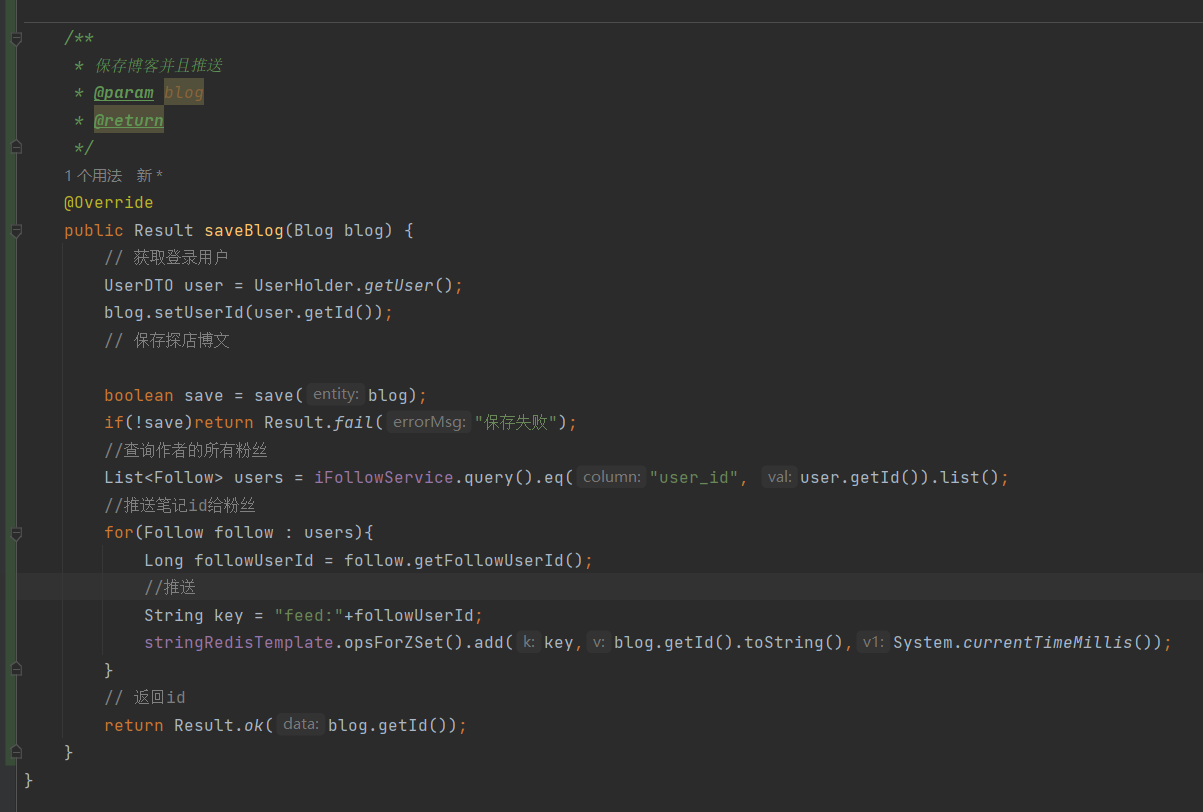 /**
 * 保存博客并且推送
 * @param blog
 * @return
 */
1 个用法 新 *
@Override
public Result saveBlog(Blog blog) {
// 获取登录用户
UserDTO user = UserHolder.getUser();
blog.setUserId(user.getId());
// 保存探店博文
boolean save = save( entity: blog);
if(!save)return Result.fail( errorMsg: "保存失败");
//查询作者的所有粉丝
List<Follow> users = iFollowService.query().eq( column: "user_id", val: user.getId()).list();
//推送笔记id给粉丝
for(Follow follow : users){
Long followUserId = follow.getFollowUserId();
//推送
String key = "feed:"+followUserId;
stringRedisTemplate.opsForZSet().add( k: key, v: blog.getId().toString(), v1: System.currentTimeMillis());
}
// 返回id
return Result.ok( data: blog.getId());
}
}